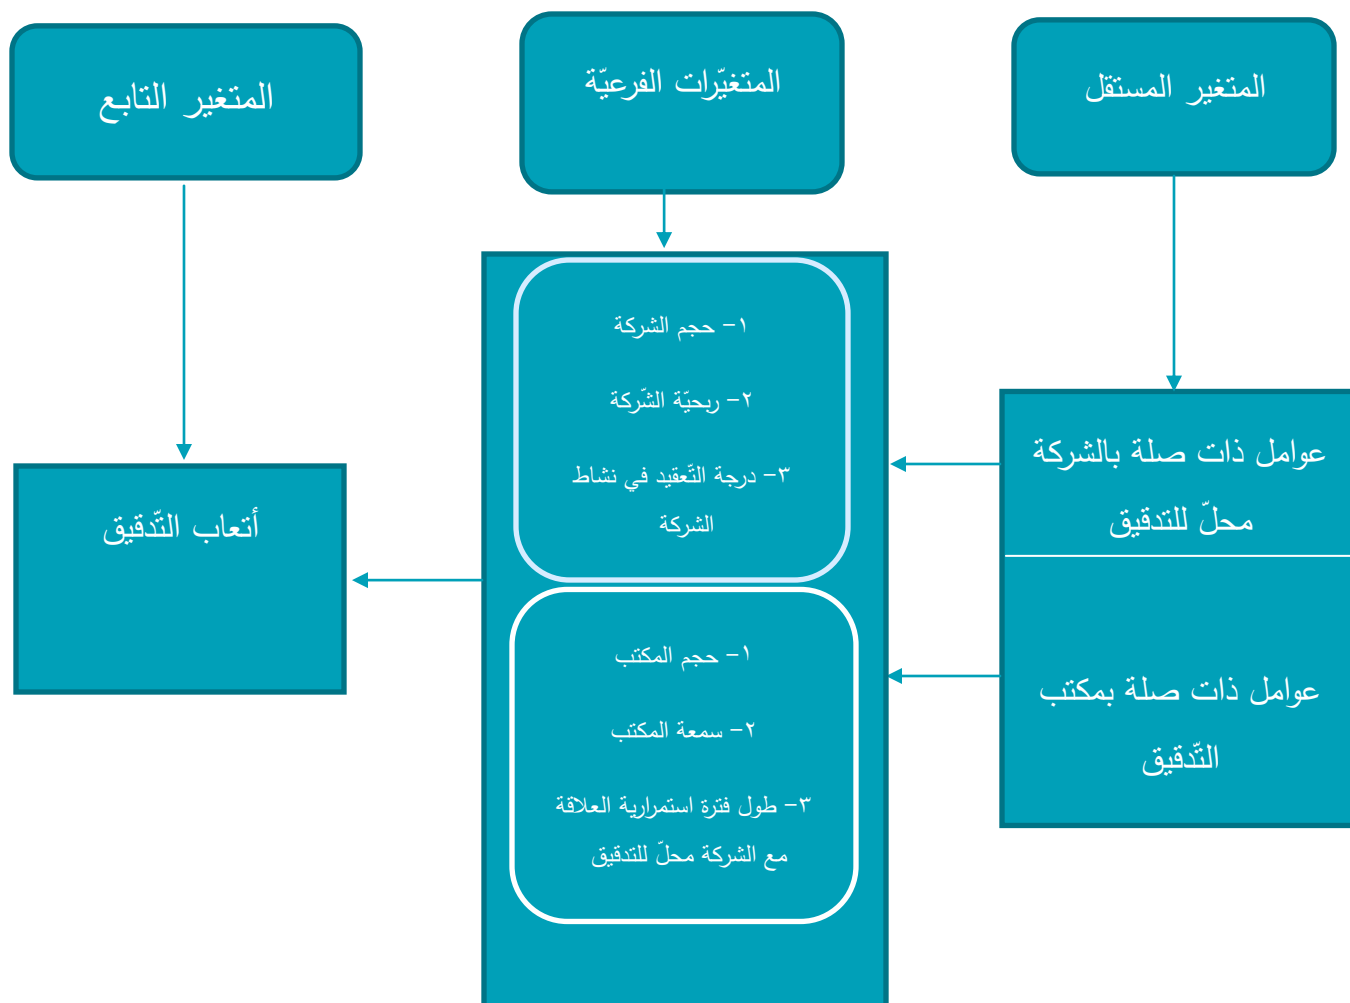 المتغير المستقل
المتغيّرات الفرعيّة
المتغير التابع
عوامل ذات صلة بالشركة
محلّ للتدقيق
عوامل ذات صلة بمكتب
التّدقيق
١- حجم الشركة
٢- ربحيّة الشّركة
٣- درجة التّعقيد في نشاط
الشركة
١- حجم المكتب
٢- سمعة المكتب
٣- طول فترة استمرارية العلاقة
مع الشركة محلّ للتدقيق
أتعاب التّدقيق